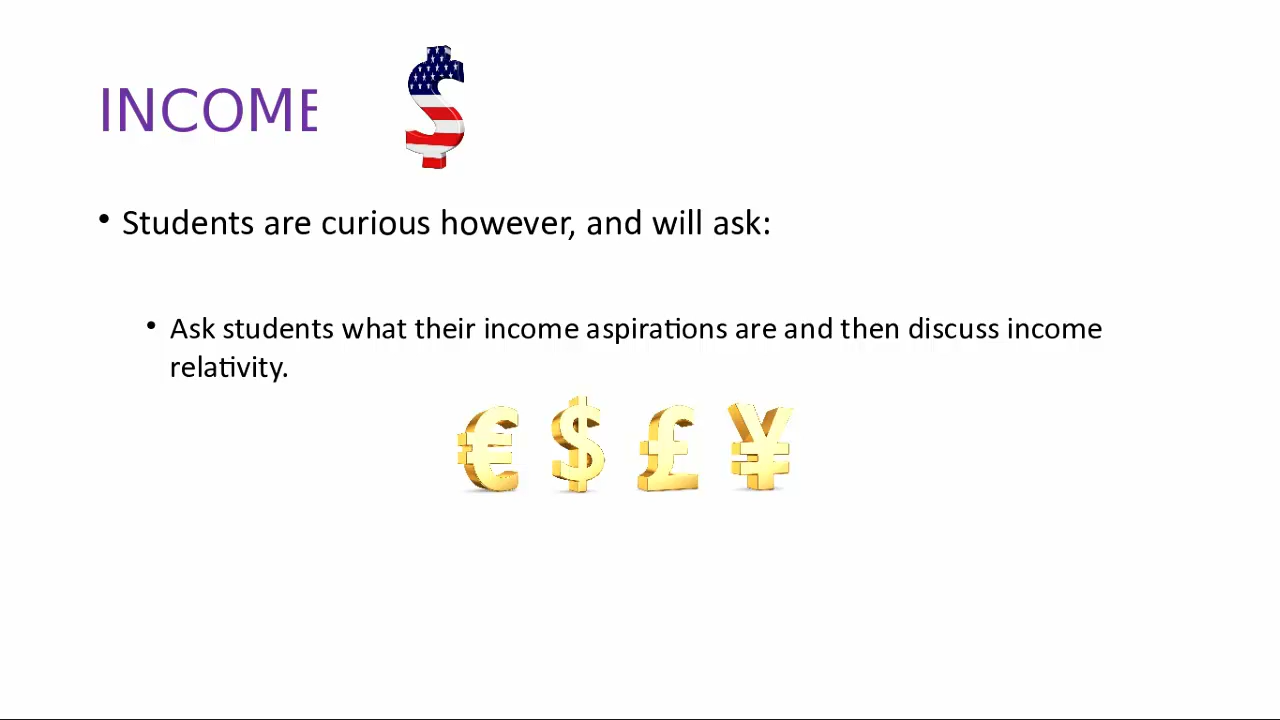 INCOME
• Students are curious however, and will ask:
• Ask students what their income aspirations are and then discuss income
relativity.
€ $ £ ¥